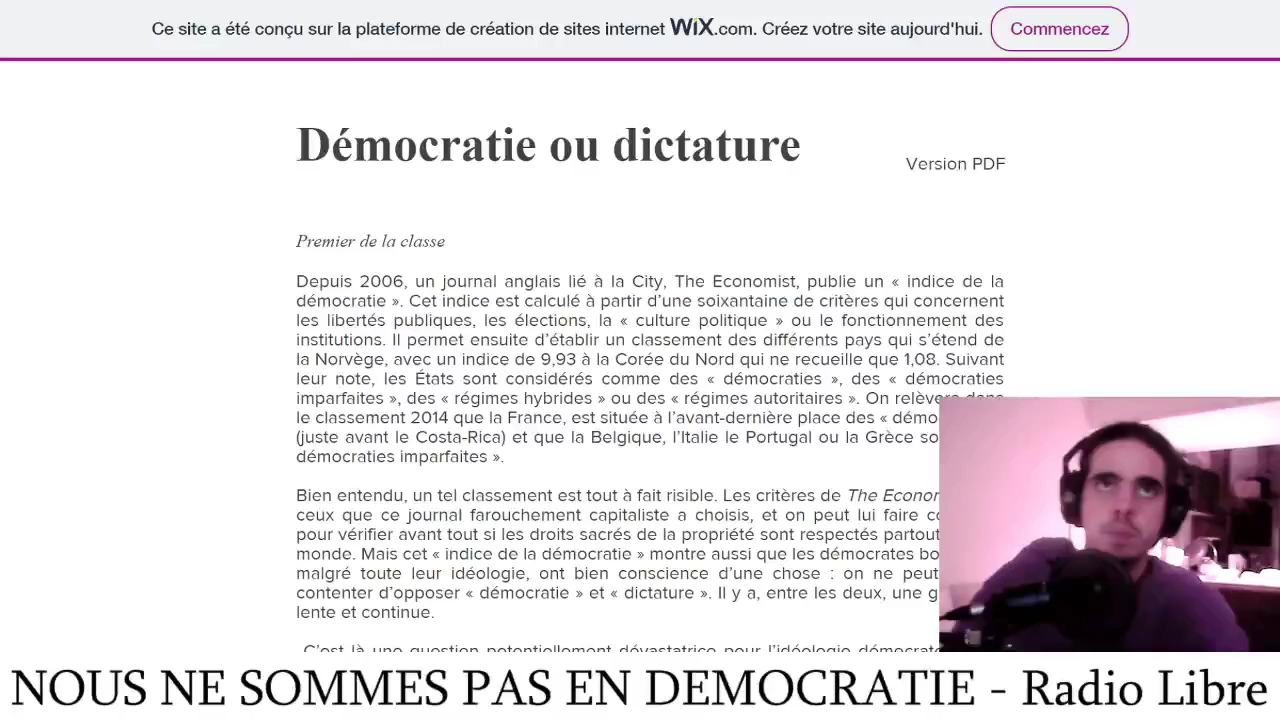 Ce site a été conçu sur la plateforme de création de sites internet WiX.com. Créez votre site aujourd'hui. Commencez
Démocratie ou dictature
Version PDF
Premier de la classe
Depuis 2006, un journal anglais lié à la City, The Economist, publie un « indice de la
démocratie ». Cet indice est calculé à partir d’une soixantaine de critères qui concernent
les libertés publiques, les élections, la « culture politique » ou le fonctionnement des
institutions. Il permet ensuite d’établir un classement des différents pays qui s’étend de
la Norvège, avec un indice de 9,93 à la Corée du Nord qui ne recueille que 1,08. Suivant
leur note, les États sont considérés comme des « démocraties », des « démocraties
imparfaites », des « régimes hybrides » ou des « régimes autoritaires ». On relèvera dans
le classement 2014 que la France, est située à l’avant-dernière place des « démo
(juste avant le Costa-Rica) et que la Belgique, l’Italie le Portugal ou la Grèce so
démocraties imparfaites ».
Bien entendu, un tel classement est tout à fait risible. Les critères de The Econo
ceux que ce journal farouchement capitaliste a choisis, et on peut lui faire co
pour vérifier avant tout si les droits sacrés de la propriété sont respectés partout
monde. Mais cet « indice de la démocratie » montre aussi que les démocrates bo
malgré toute leur idéologie, ont bien conscience d’une chose : on ne peut
contenter d’opposer « démocratie » et « dictature ». Il y a, entre les deux, une g
lente et continue.
C’est là une question potentiellement dévastatrice pour l’idéologie démocrat
NOUS NE SOMMES PAS EN DEMOCRATIE - Radio Libre